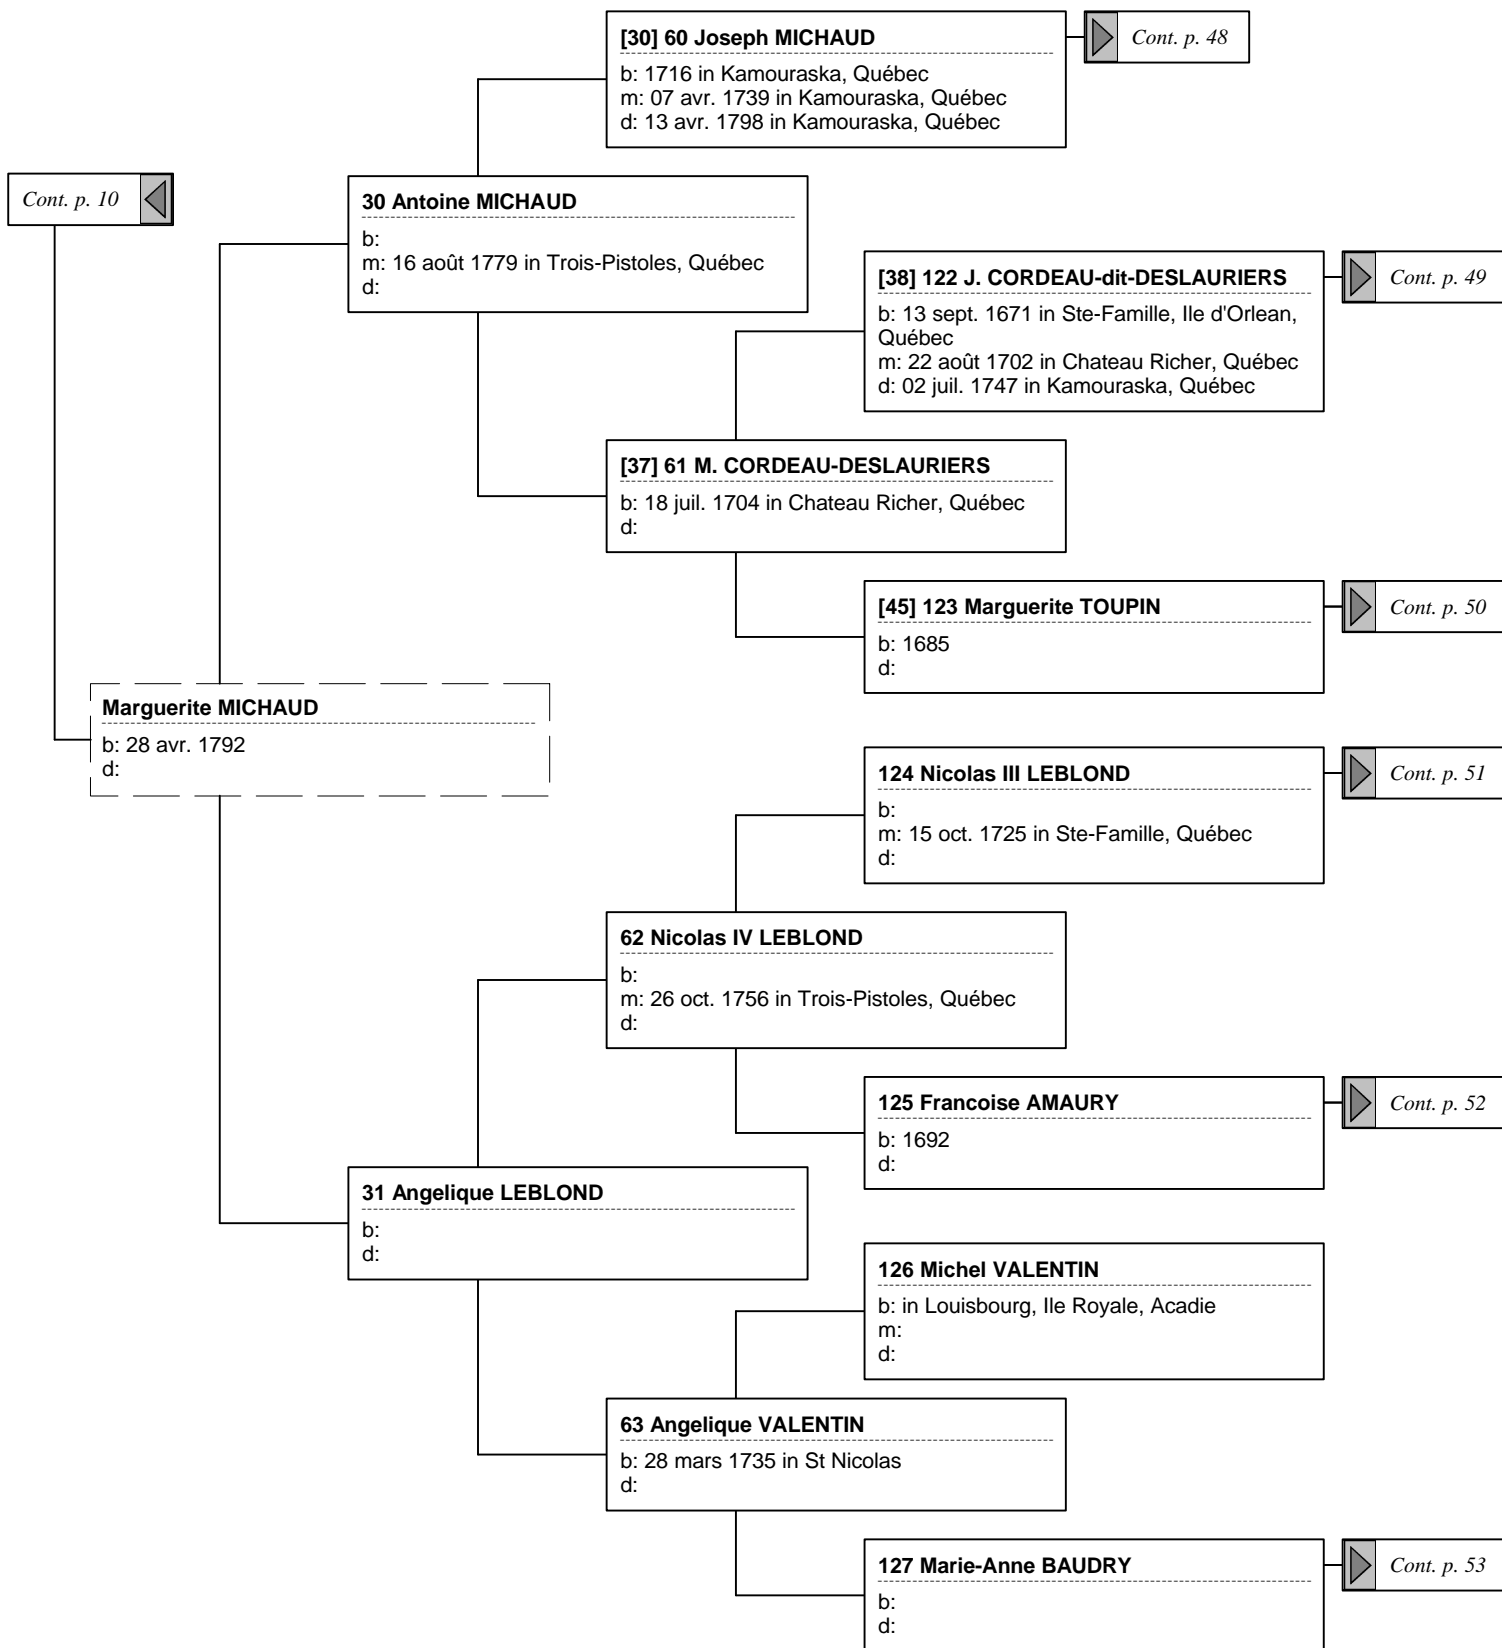 [30] 60 Joseph MICHAUD
b: 1716 in Kamouraska, Québec
m: 07 avr. 1739 in Kamouraska, Québec
d: 13 avr. 1798 in Kamouraska, Québec
Cont. p. 48
Cont. p. 10
30 Antoine MICHAUD
b:
m: 16 août 1779 in Trois-Pistoles, Québec
d:
[38] 122 J. CORDEAU-dit-DESLAURIERS
b: 13 sept. 1671 in Ste-Famille, Ile d'Orlean,
Québec
m: 22 août 1702 in Chateau Richer, Québec
d: 02 juil. 1747 in Kamouraska, Québec
Cont. p. 49
[37] 61 M. CORDEAU-DESLAURIERS
b: 18 juil. 1704 in Chateau Richer, Québec
d:
[45] 123 Marguerite TOUPIN
b: 1685
d:
Cont. p. 50
Marguerite MICHAUD
b: 28 avr. 1792
d:
124 Nicolas III LEBLOND
b:
m: 15 oct. 1725 in Ste-Famille, Québec
d:
Cont. p. 51
62 Nicolas IV LEBLOND
b:
m: 26 oct. 1756 in Trois-Pistoles, Québec
d:
125 Francoise AMAURY
b: 1692
d:
Cont. p. 52
31 Angelique LEBLOND
b:
d:
126 Michel VALENTIN
b: in Louisbourg, Ile Royale, Acadie
m:
d:
63 Angelique VALENTIN
b: 28 mars 1735 in St Nicolas
d:
127 Marie-Anne BAUDRY
b:
d:
Cont. p. 53